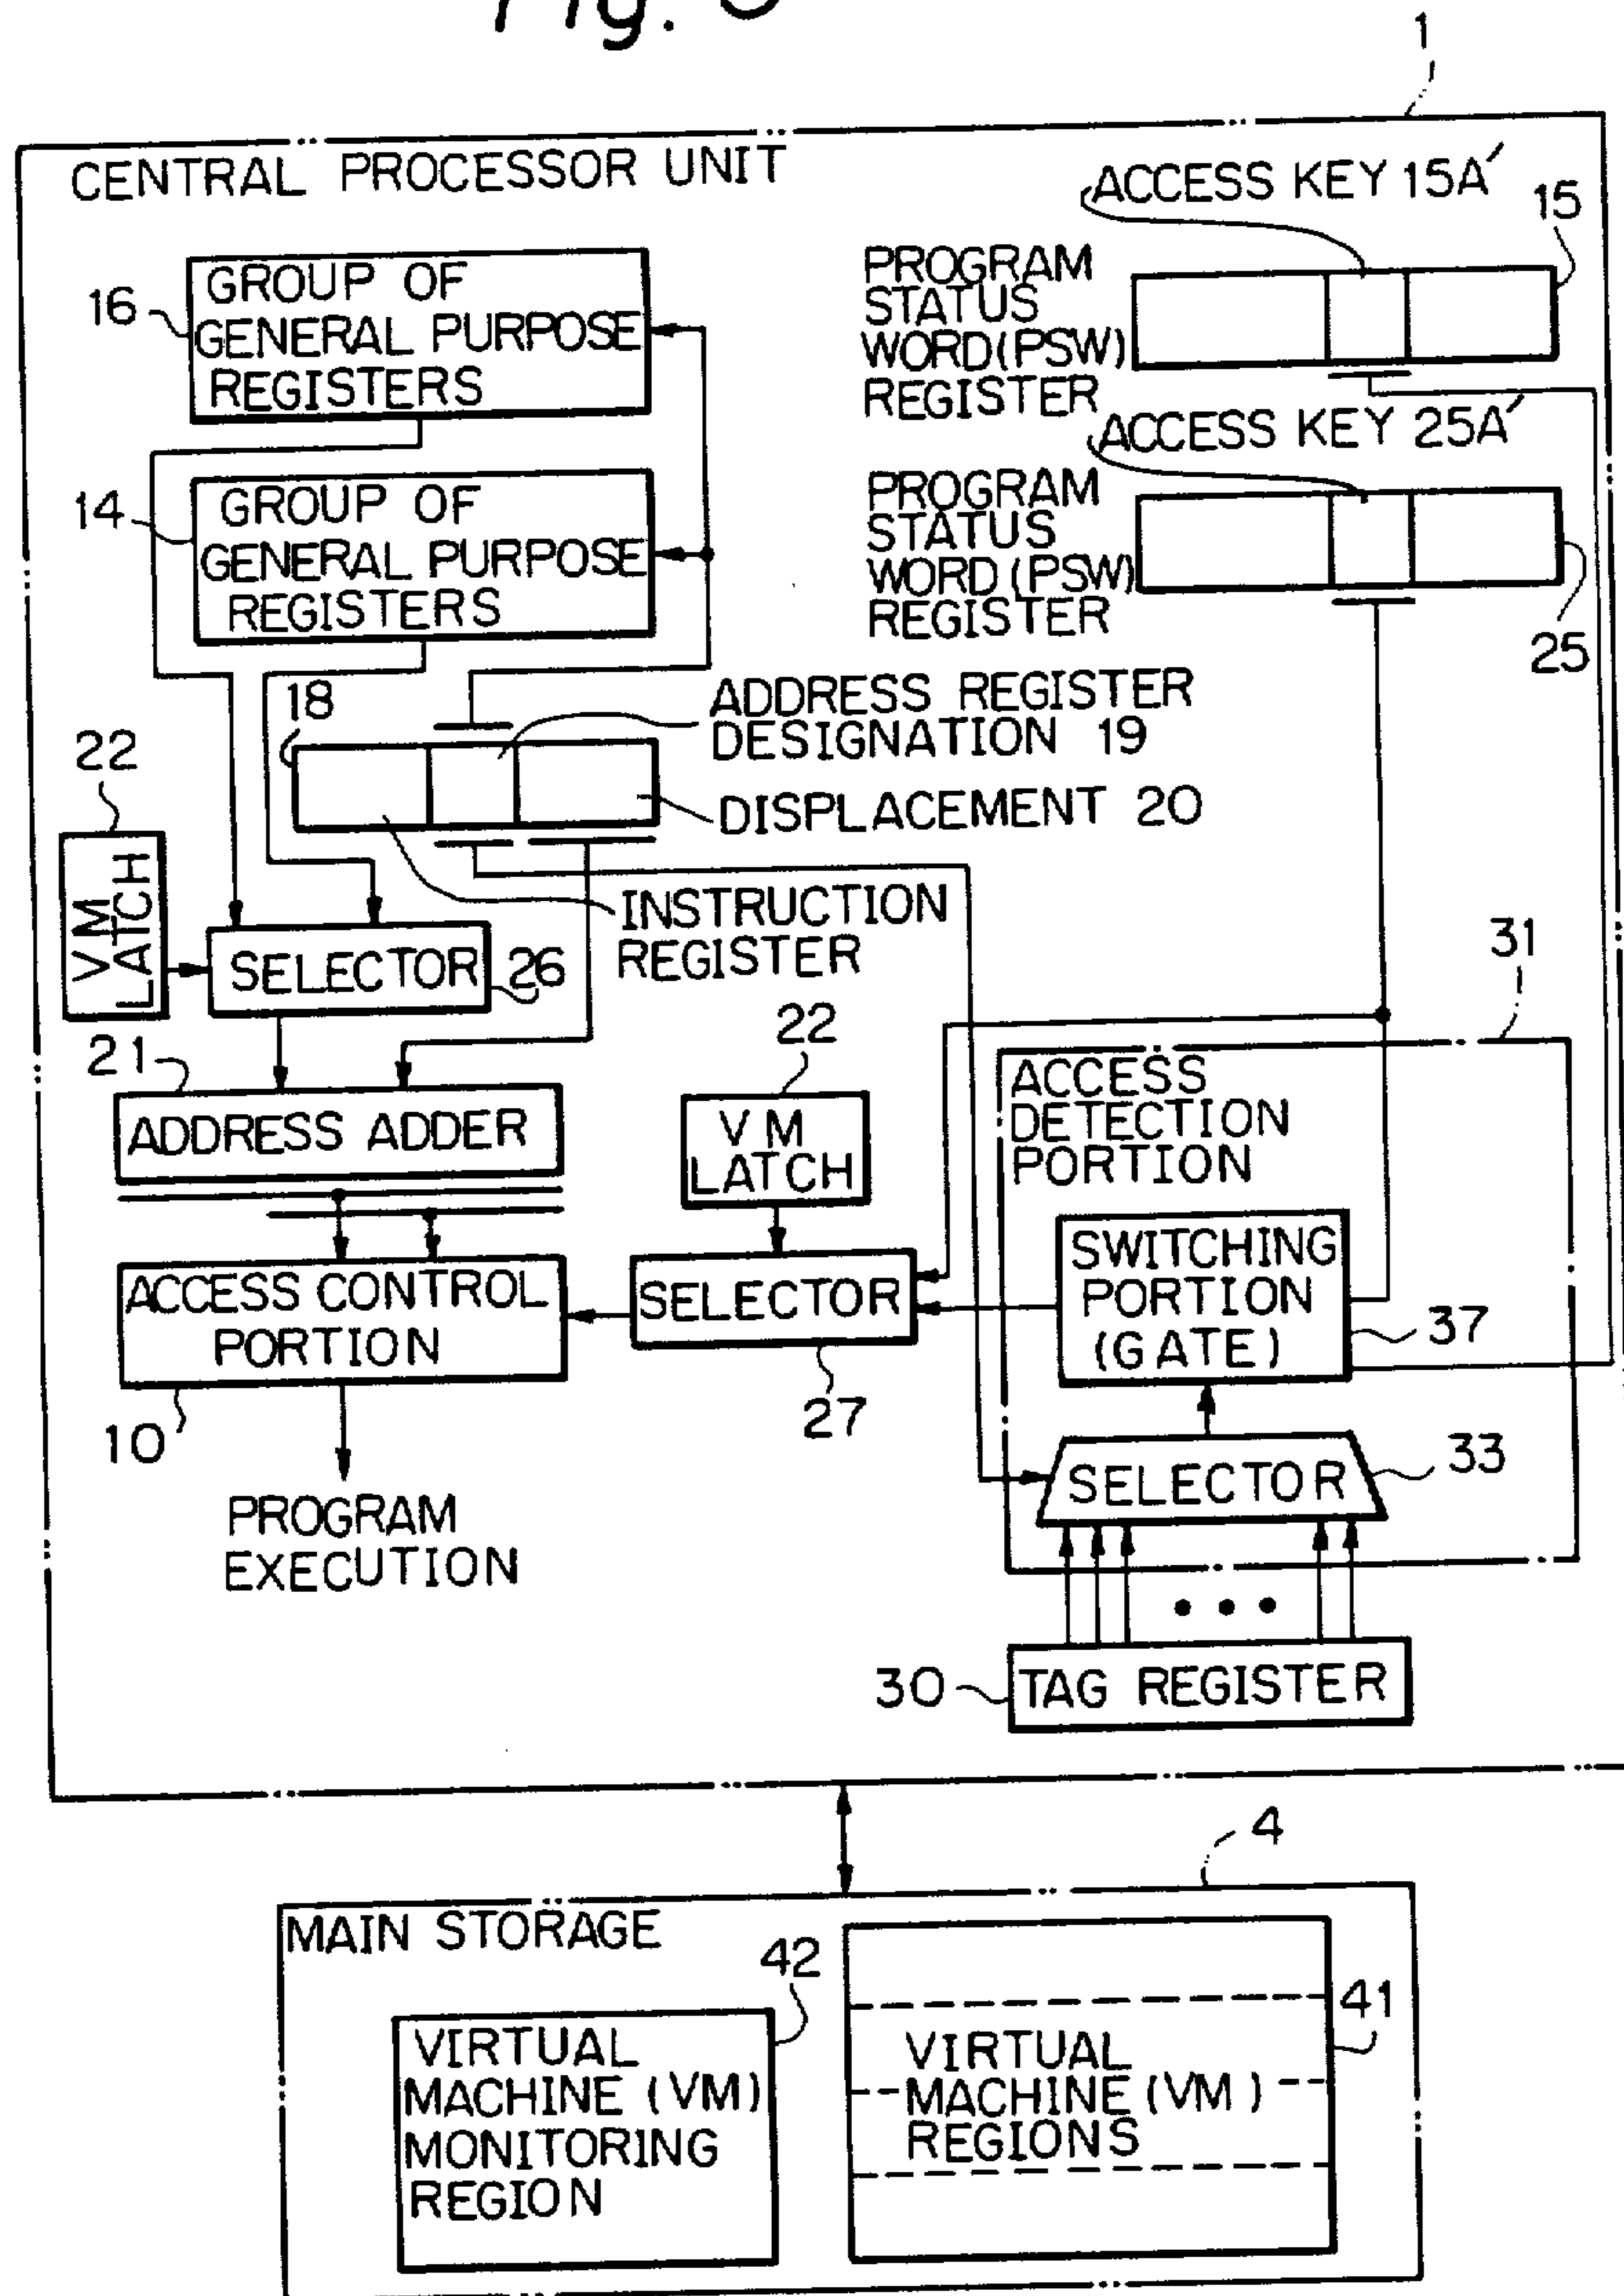 Fig.
1
CENTRAL PROCESSOR UNIT
ACCESS KEY 15A′
15
PROGRAM
STATUS
WORD(PSW)
REGISTER
16
GROUP OF
GENERAL PURPOSE
REGISTERS
ACCESS KEY 25A′
PROGRAM
STATUS
WORD(PSW)
REGISTER
25
14
GROUP OF
GENERAL PURPOSE
REGISTERS
18
ADDRESS REGISTER
DESIGNATION 19
DISPLACEMENT 20
INSTRUCTION
REGISTER
22
VM
LATCH
SELECTOR
26
31
21
ADDRESS ADDER
22
VM
LATCH
ACCESS
DETECTION
PORTION
SWITCHING
PORTION
(GATE)
37
ACCESS CONTROL
PORTION
10
SELECTOR
27
SELECTOR
33
PROGRAM
EXECUTION
30
TAG REGISTER
4
MAIN STORAGE
42
VIRTUAL
MACHINE (VM)
MONITORING
REGION
41
VIRTUAL
MACHINE (VM)
REGIONS